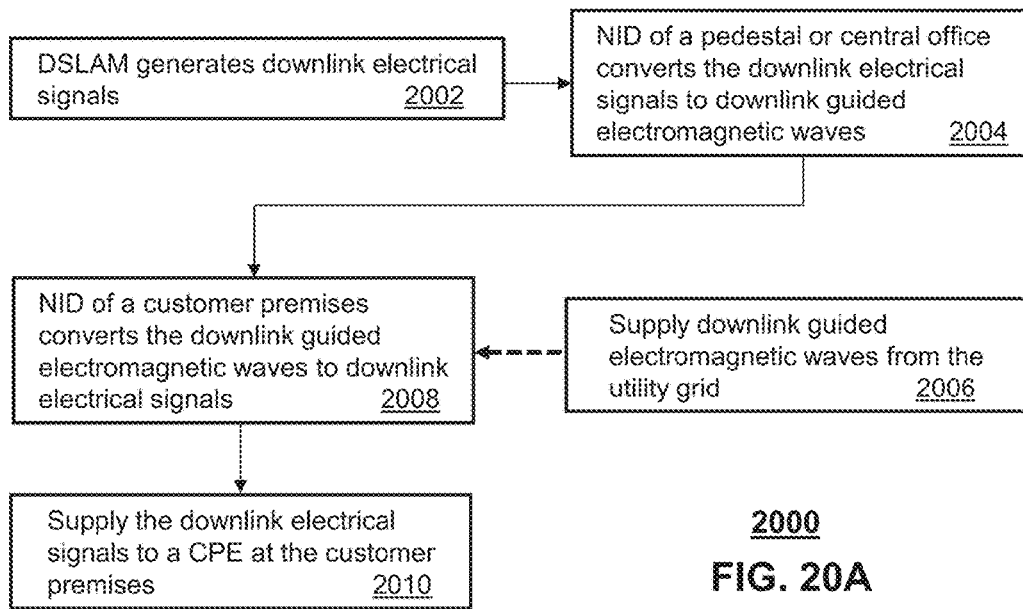 DSLAM generates downlink electrical
signals 2002
NID of a pedestal or central office
converts the downlink electrical
signals to downlink guided
electromagnetic waves 2004
NID of a customer premises
converts the downlink guided
electromagnetic waves to downlink
electrical signals 2008
Supply downlink guided
electromagnetic waves from the
utility grid 2006
Supply the downlink electrical
signals to a CPE at the customer
premises 2010
2000
FIG. 20A